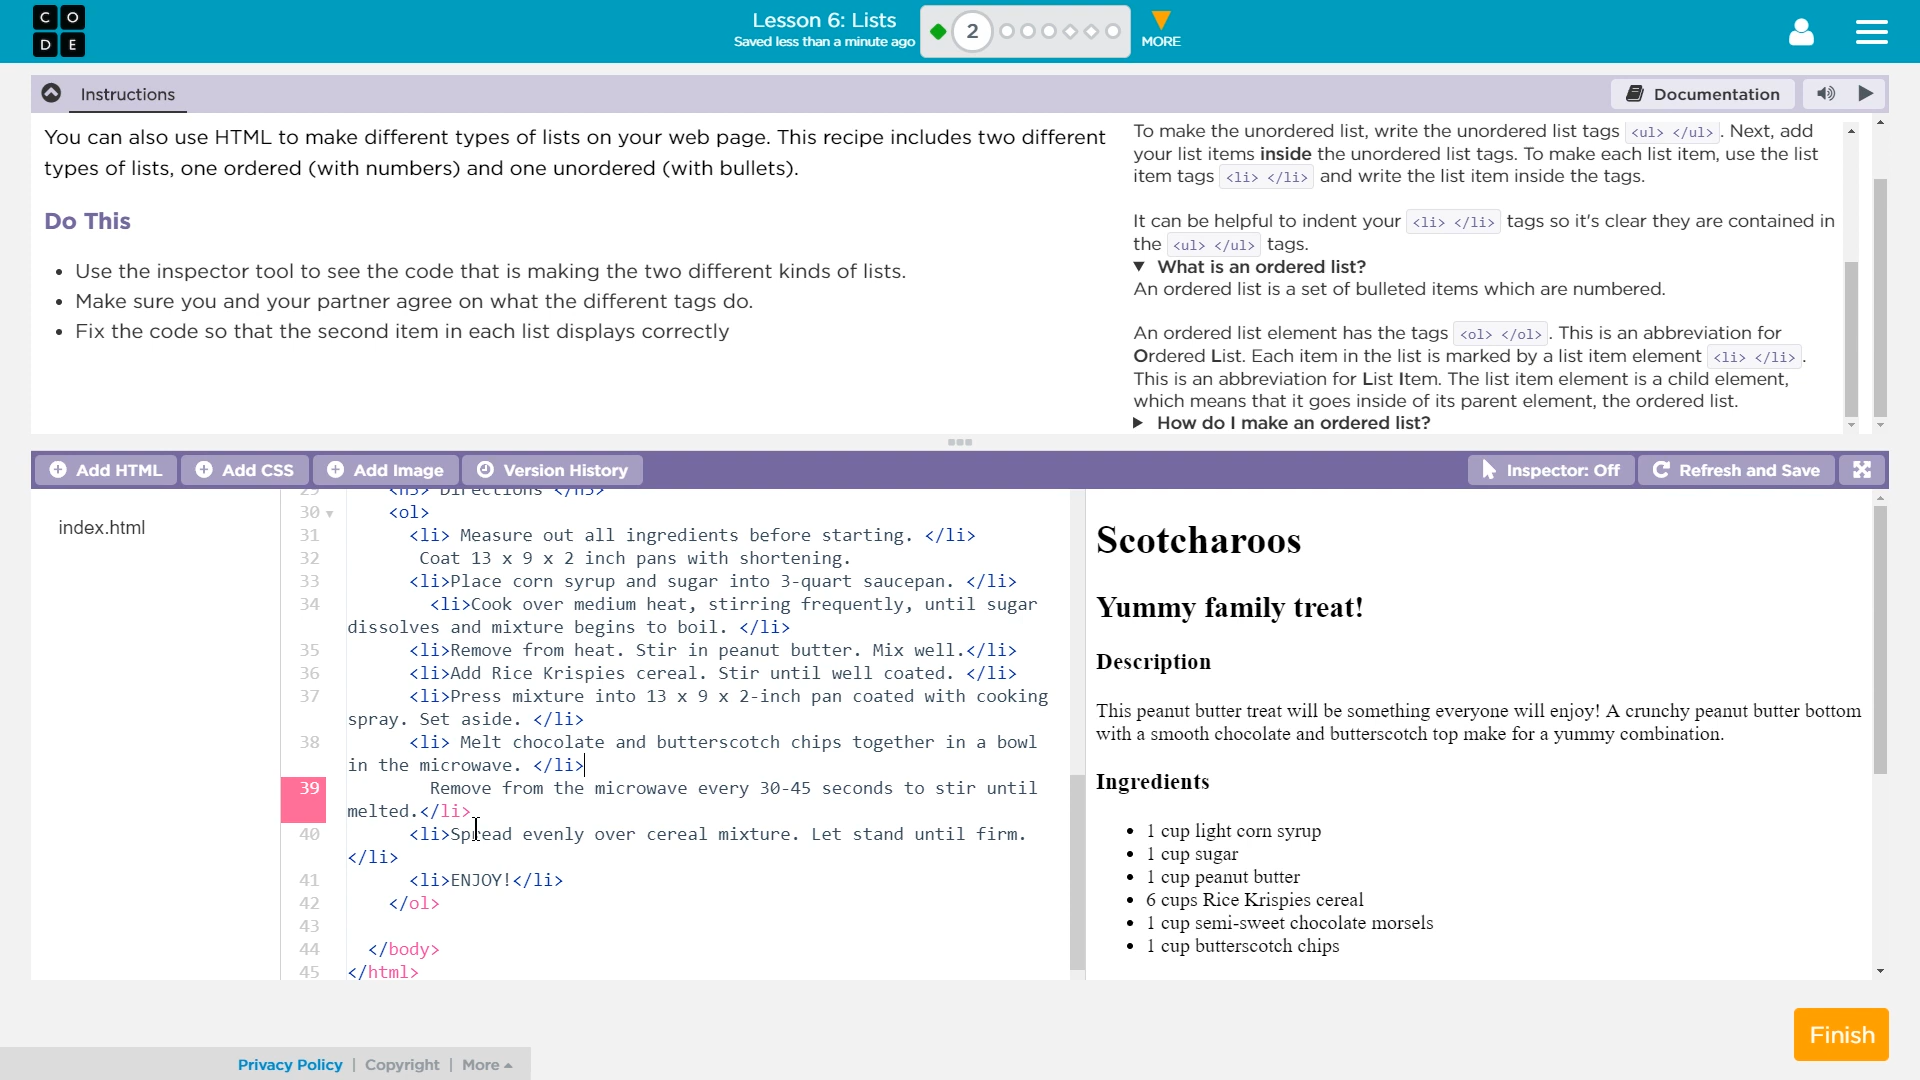 CO
DE
Lesson 6: Lists
Saved less than a minute ago
2
MORE
Instructions
Documentation
You can also use HTML to make different types of lists on your web page. This recipe includes two different
types of lists, one ordered (with numbers) and one unordered (with bullets).
Do This
• Use the inspector tool to see the code that is making the two different kinds of lists.
• Make sure you and your partner agree on what the different tags do.
• Fix the code so that the second item in each list displays correctly
To make the unordered list, write the unordered list tags <ul> </ul>. Next, add
your list items inside the unordered list tags. To make each list item, use the list
item tags <li> </li> and write the list item inside the tags.
It can be helpful to indent your <li> </li> tags so it's clear they are contained in
the <ul> </ul> tags.
▼ What is an ordered list?
An ordered list is a set of bulleted items which are numbered.
An ordered list element has the tags <ol> </ol>. This is an abbreviation for
Ordered List. Each item in the list is marked by a list item element <li> </li>.
This is an abbreviation for List Item. The list item element is a child element,
which means that it goes inside of its parent element, the ordered list.
▶ How do I make an ordered list?
Add HTML
Add CSS
Add Image
Version History
Inspector: Off
Refresh and Save
index.html
29 <h3> Directions </h3>
30 <ol>
31 <li> Measure out all ingredients before starting. </li>
32 Coat 13 x 9 x 2 inch pans with shortening.
33 <li>Place corn syrup and sugar into 3-quart saucepan. </li>
34 <li>Cook over medium heat, stirring frequently, until sugar
dissolves and mixture begins to boil. </li>
35 <li>Remove from heat. Stir in peanut butter. Mix well.</li>
36 <li>Add Rice Krispies cereal. Stir until well coated. </li>
37 <li>Press mixture into 13 x 9 x 2-inch pan coated with cooking
spray. Set aside. </li>
38 <li> Melt chocolate and butterscotch chips together in a bowl
in the microwave. </li>
39 Remove from the microwave every 30-45 seconds to stir until
melted.</li>
40 <li>Spread evenly over cereal mixture. Let stand until firm.
</li>
41 <li>ENJOY!</li>
42 </ol>
43
44 </body>
45 </html>
Scotcharoos
Yummy family treat!
Description
This peanut butter treat will be something everyone will enjoy! A crunchy peanut butter bottom
with a smooth chocolate and butterscotch top make for a yummy combination.
Ingredients
• 1 cup light corn syrup
• 1 cup sugar
• 1 cup peanut butter
• 6 cups Rice Krispies cereal
• 1 cup semi-sweet chocolate morsels
• 1 cup butterscotch chips
Finish
Privacy Policy | Copyright | More